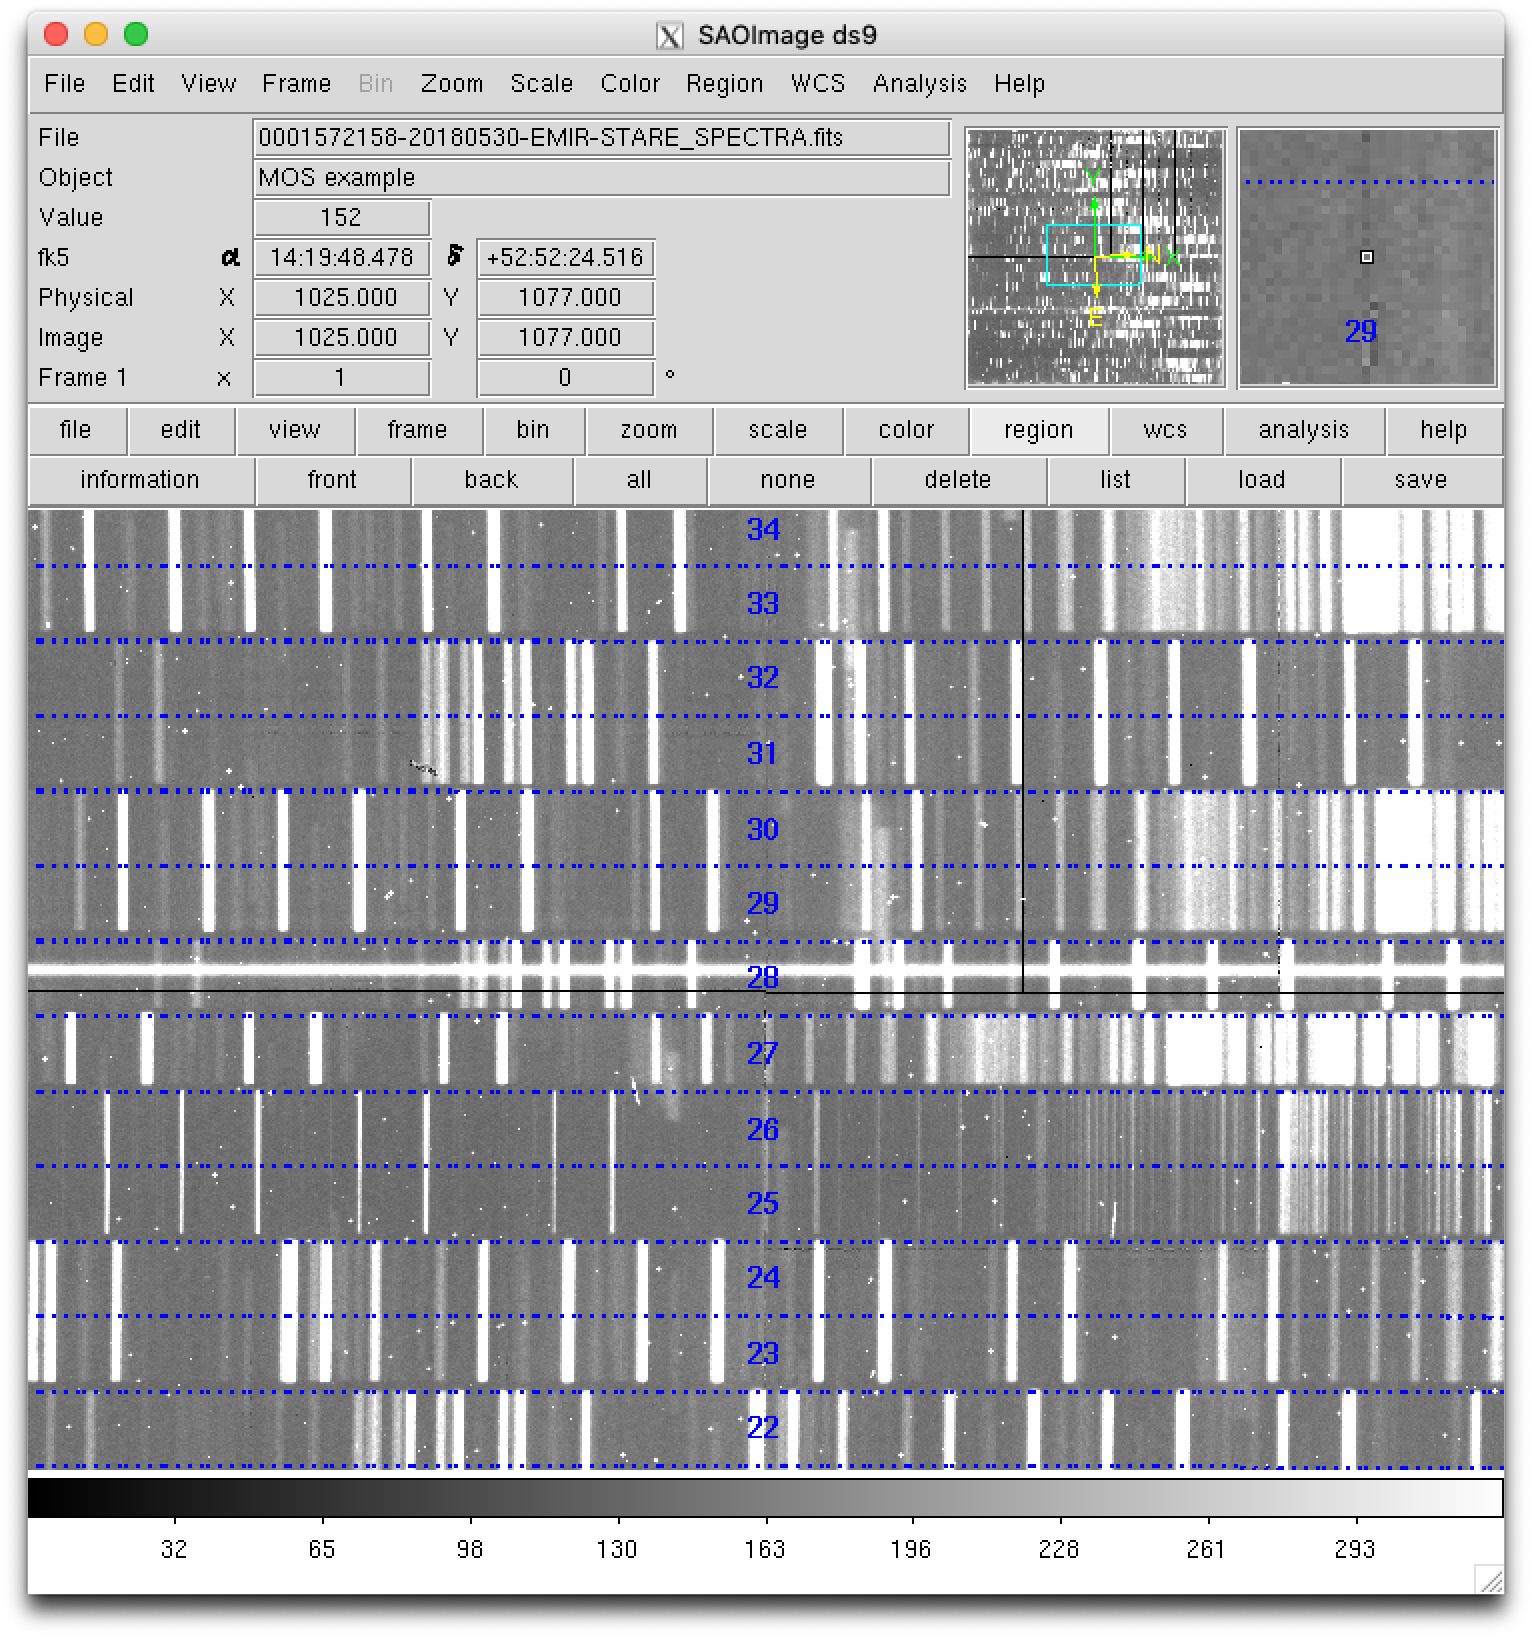 SAOImage ds9
File Edit View Frame Bin Zoom Scale Color Region WCS Analysis Help
File 0001572158-20180530-EMIR-STARE_SPECTRA.fits
Object MOS example
Value 152
fk5 α 14:19:48.478 δ +52:52:24.516
Physical X 1025.000 Y 1077.000
Image X 1025.000 Y 1077.000
Frame 1 x 1 0 °
Y
N X
E
29
file edit view frame bin zoom scale color region wcs analysis help
information front back all none delete list load save
34
33
32
31
30
29
28
27
26
25
24
23
22
32 65 98 130 163 196 228 261 293